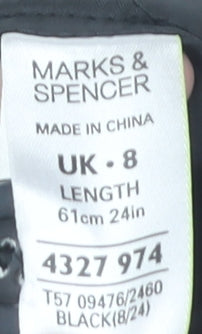 MARKS &
SPENCER
MADE IN CHINA
UK • 8
LENGTH
61cm 24in
4327 974
T57 09476/2460
BLACK(8/24)